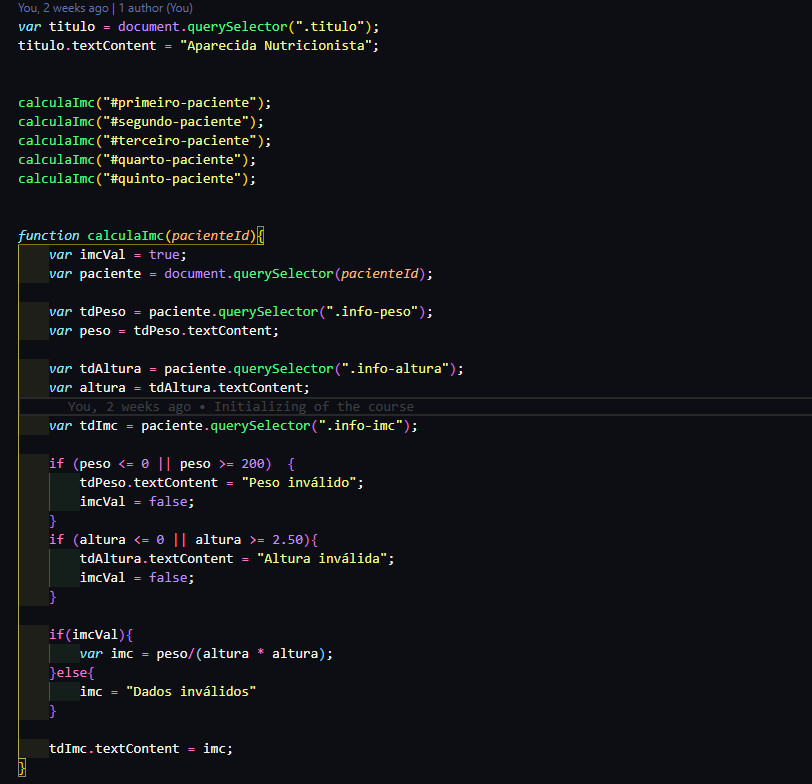 You, 2 weeks ago | 1 author (You)
var titulo = document.querySelector(".titulo");
titulo.textContent = "Aparecida Nutricionista";
calculaImc("#primeiro-paciente");
calculaImc("#segundo-paciente");
calculaImc("#terceiro-paciente");
calculaImc("#quarto-paciente");
calculaImc("#quinto-paciente");
function calculaImc(pacienteId){
var imcVal = true;
var paciente = document.querySelector(pacienteId);
var tdPeso = paciente.querySelector(".info-peso");
var peso = tdPeso.textContent;
var tdAltura = paciente.querySelector(".info-altura");
var altura = tdAltura.textContent;
You, 2 weeks ago • Initializing of the course
var tdImc = paciente.querySelector(".info-imc");
if (peso <= 0 || peso >= 200)  {
tdPeso.textContent = "Peso inválido";
imcVal = false;
}
if (altura <= 0 || altura >= 2.50){
tdAltura.textContent = "Altura inválida";
imcVal = false;
}
if(imcVal){
var imc = peso/(altura * altura);
}else{
imc = "Dados inválidos"
}
tdImc.textContent = imc;
}